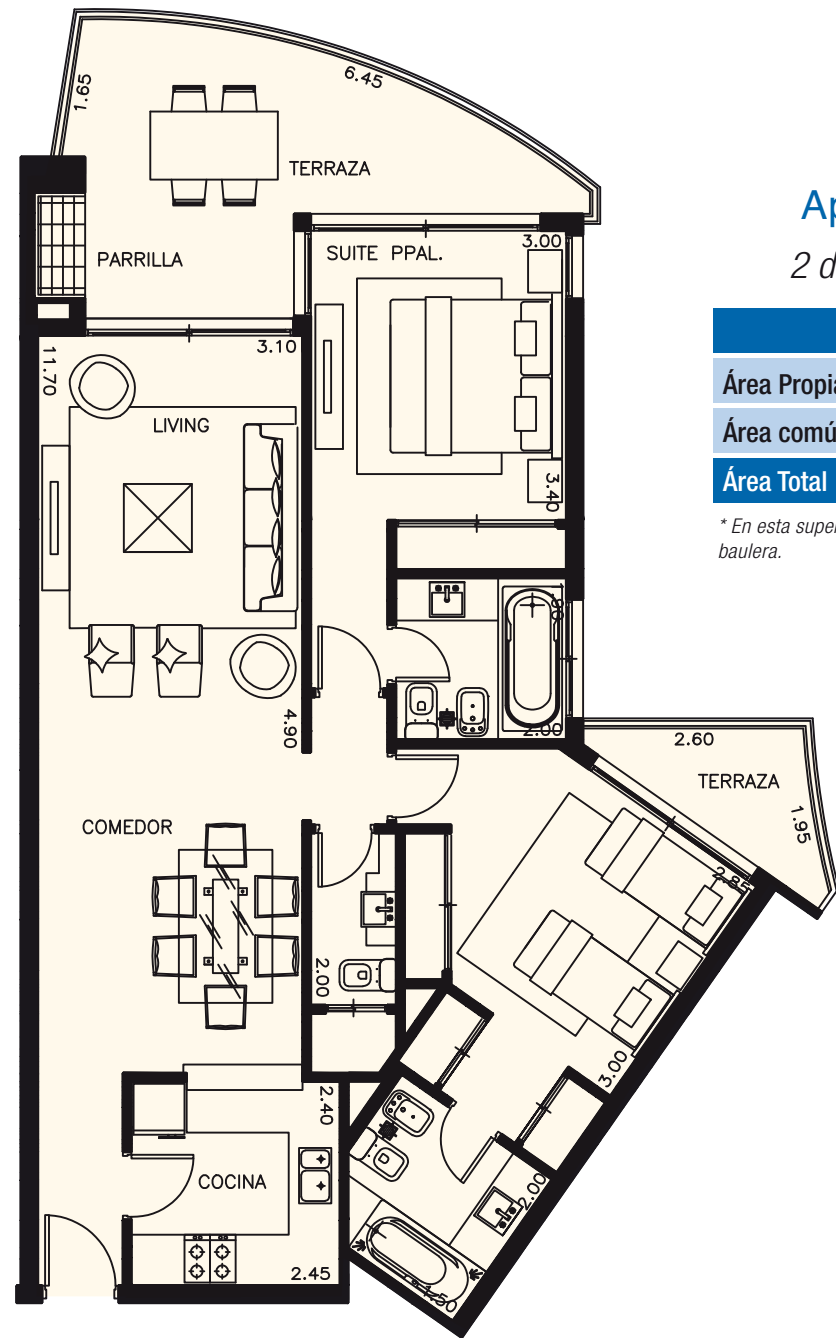 6.45
1.65
TERRAZA
PARRILLA
SUITE PPAL.
3.00
3.10
11.70
LIVING
3.40
1.80
4.90
2.00
2.60
TERRAZA
1.95
COMEDOR
2.85
2.00
3.00
2.40
COCINA
2.00
2.45
1.50
Ap
2 d
Área Propia
Área comú
Área Total
* En esta super
baulera.